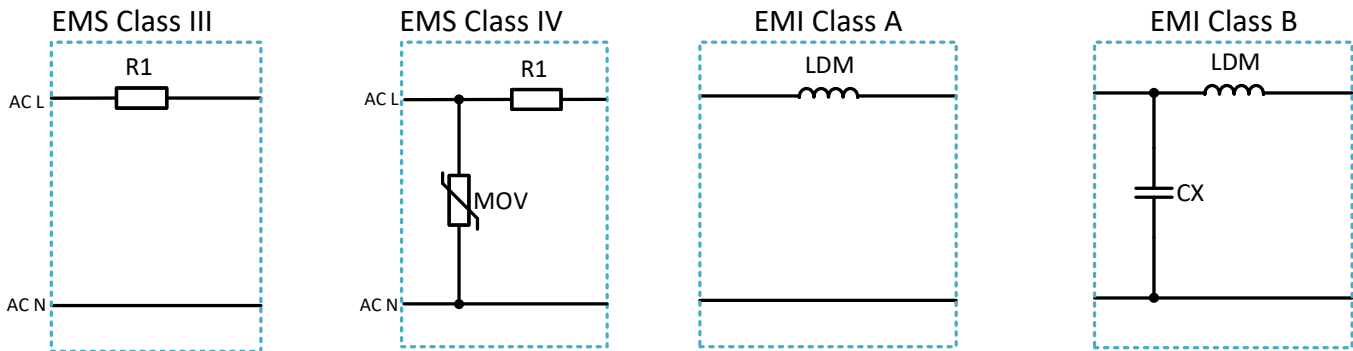 EMS Class III
EMS Class IV
EMI Class A
EMI Class B
R1
R1
LDM
LDM
AC L
AC L
MOV
CX
AC N
AC N